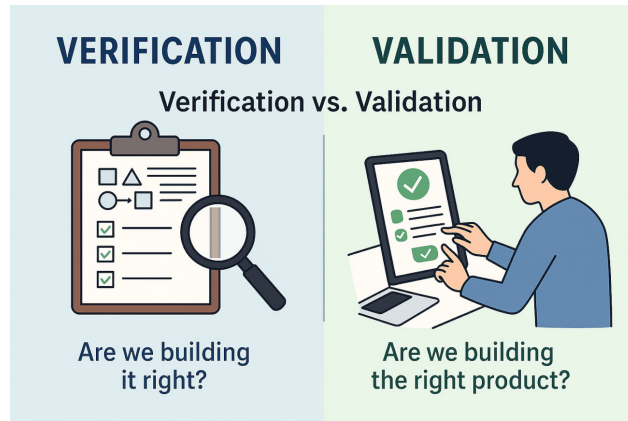 VERIFICATION
VALIDATION
Verification vs. Validation
Are we building
it right?
Are we building
the right product?